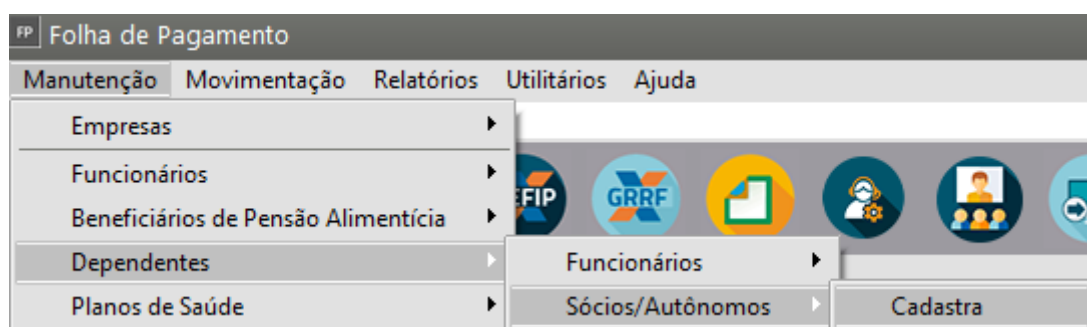 FP Folha de Pagamento
Manutenção Movimentação Relatórios Utilitários Ajuda
Empresas
Funcionários
Beneficiários de Pensão Alimentícia
EFIP GRRF
Dependentes Funcionários
Planos de Saúde Sócios/Autônomos Cadastra